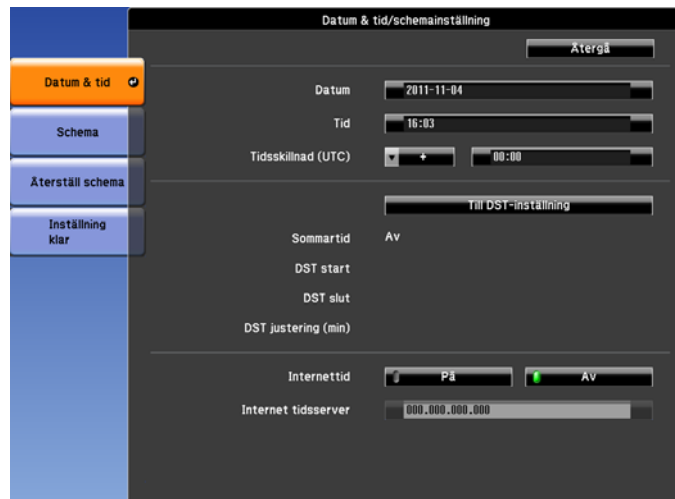 Datum & tid/schemainställning
Återgå
Datum & tid
Schema
Återställ schema
Inställning
klar
Datum 2011-11-04
Tid 16:03
Tidsskillnad (UTC) + 00:00
Till DST-inställning
Sommartid Av
DST start
DST slut
DST justering (min)
Internettid På Av
Internet tidsserver 000.000.000.000